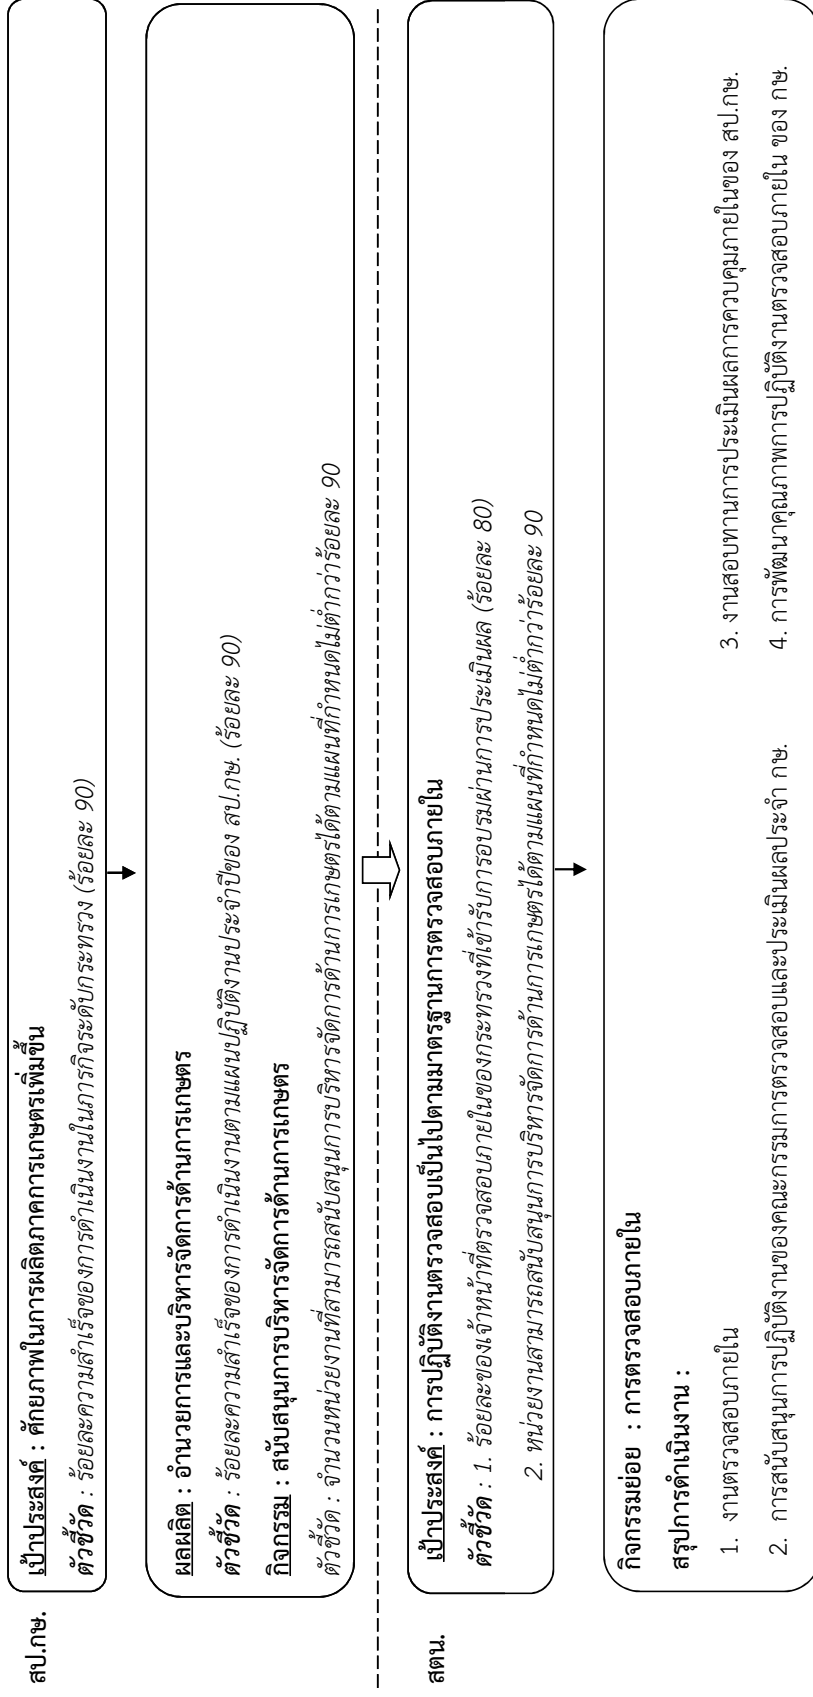 สป.กษ.
เป้าประสงค์ : ศักยภาพในการผลิตภาคการเกษตรเพิ่มขึ้น
ตัวชี้วัด : ร้อยละความสำเร็จของการดำเนินงานในภารกิจระดับกระทรวง (ร้อยละ 90)
ผลผลิต : อำนวยการและบริหารจัดการด้านการเกษตร
ตัวชี้วัด : ร้อยละความสำเร็จของการดำเนินงานตามแผนปฏิบัติงานประจำปีของ สป.กษ. (ร้อยละ 90)
กิจกรรม : สนับสนุนการบริหารจัดการด้านการเกษตร
ตัวชี้วัด : จำนวนหน่วยงานที่สามารถสนับสนุนการบริหารจัดการด้านการเกษตรได้ตามแผนที่กำหนดไม่ต่ำกว่าร้อยละ 90
สตน.
เป้าประสงค์ : การปฏิบัติงานตรวจสอบเป็นไปตามมาตรฐานการตรวจสอบภายใน
ตัวชี้วัด : 1. ร้อยละของเจ้าหน้าที่ตรวจสอบภายในของกระทรวงที่เข้ารับการอบรมผ่านการประเมินผล (ร้อยละ 80)
2. หน่วยงานสามารถสนับสนุนการบริหารจัดการด้านการเกษตรได้ตามแผนที่กำหนดไม่ต่ำกว่าร้อยละ 90
กิจกรรมย่อย : การตรวจสอบภายใน
สรุปการดำเนินงาน :
1. งานตรวจสอบภายใน
2. การสนับสนุนการปฏิบัติงานของคณะกรรมการตรวจสอบและประเมินผลประจำ กษ.
3. งานสอบทานการประเมินผลการควบคุมภายในของ สป.กษ.
4. การพัฒนาคุณภาพการปฏิบัติงานตรวจสอบภายใน ของ กษ.